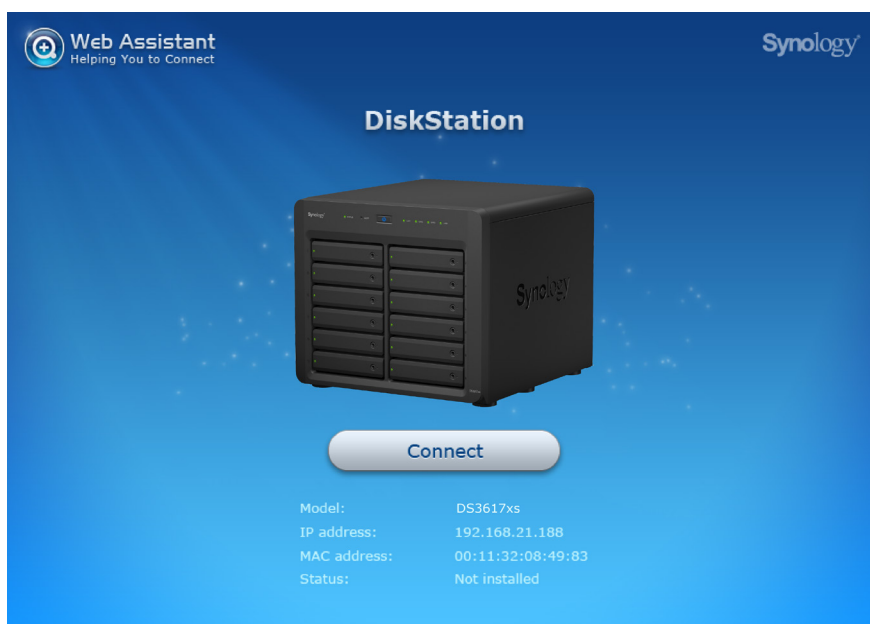 Web Assistant
Helping You to Connect
Synology
DiskStation
Synology
Synology
Connect
Model: DS3617xs
IP address: 192.168.21.188
MAC address: 00:11:32:08:49:83
Status: Not installed